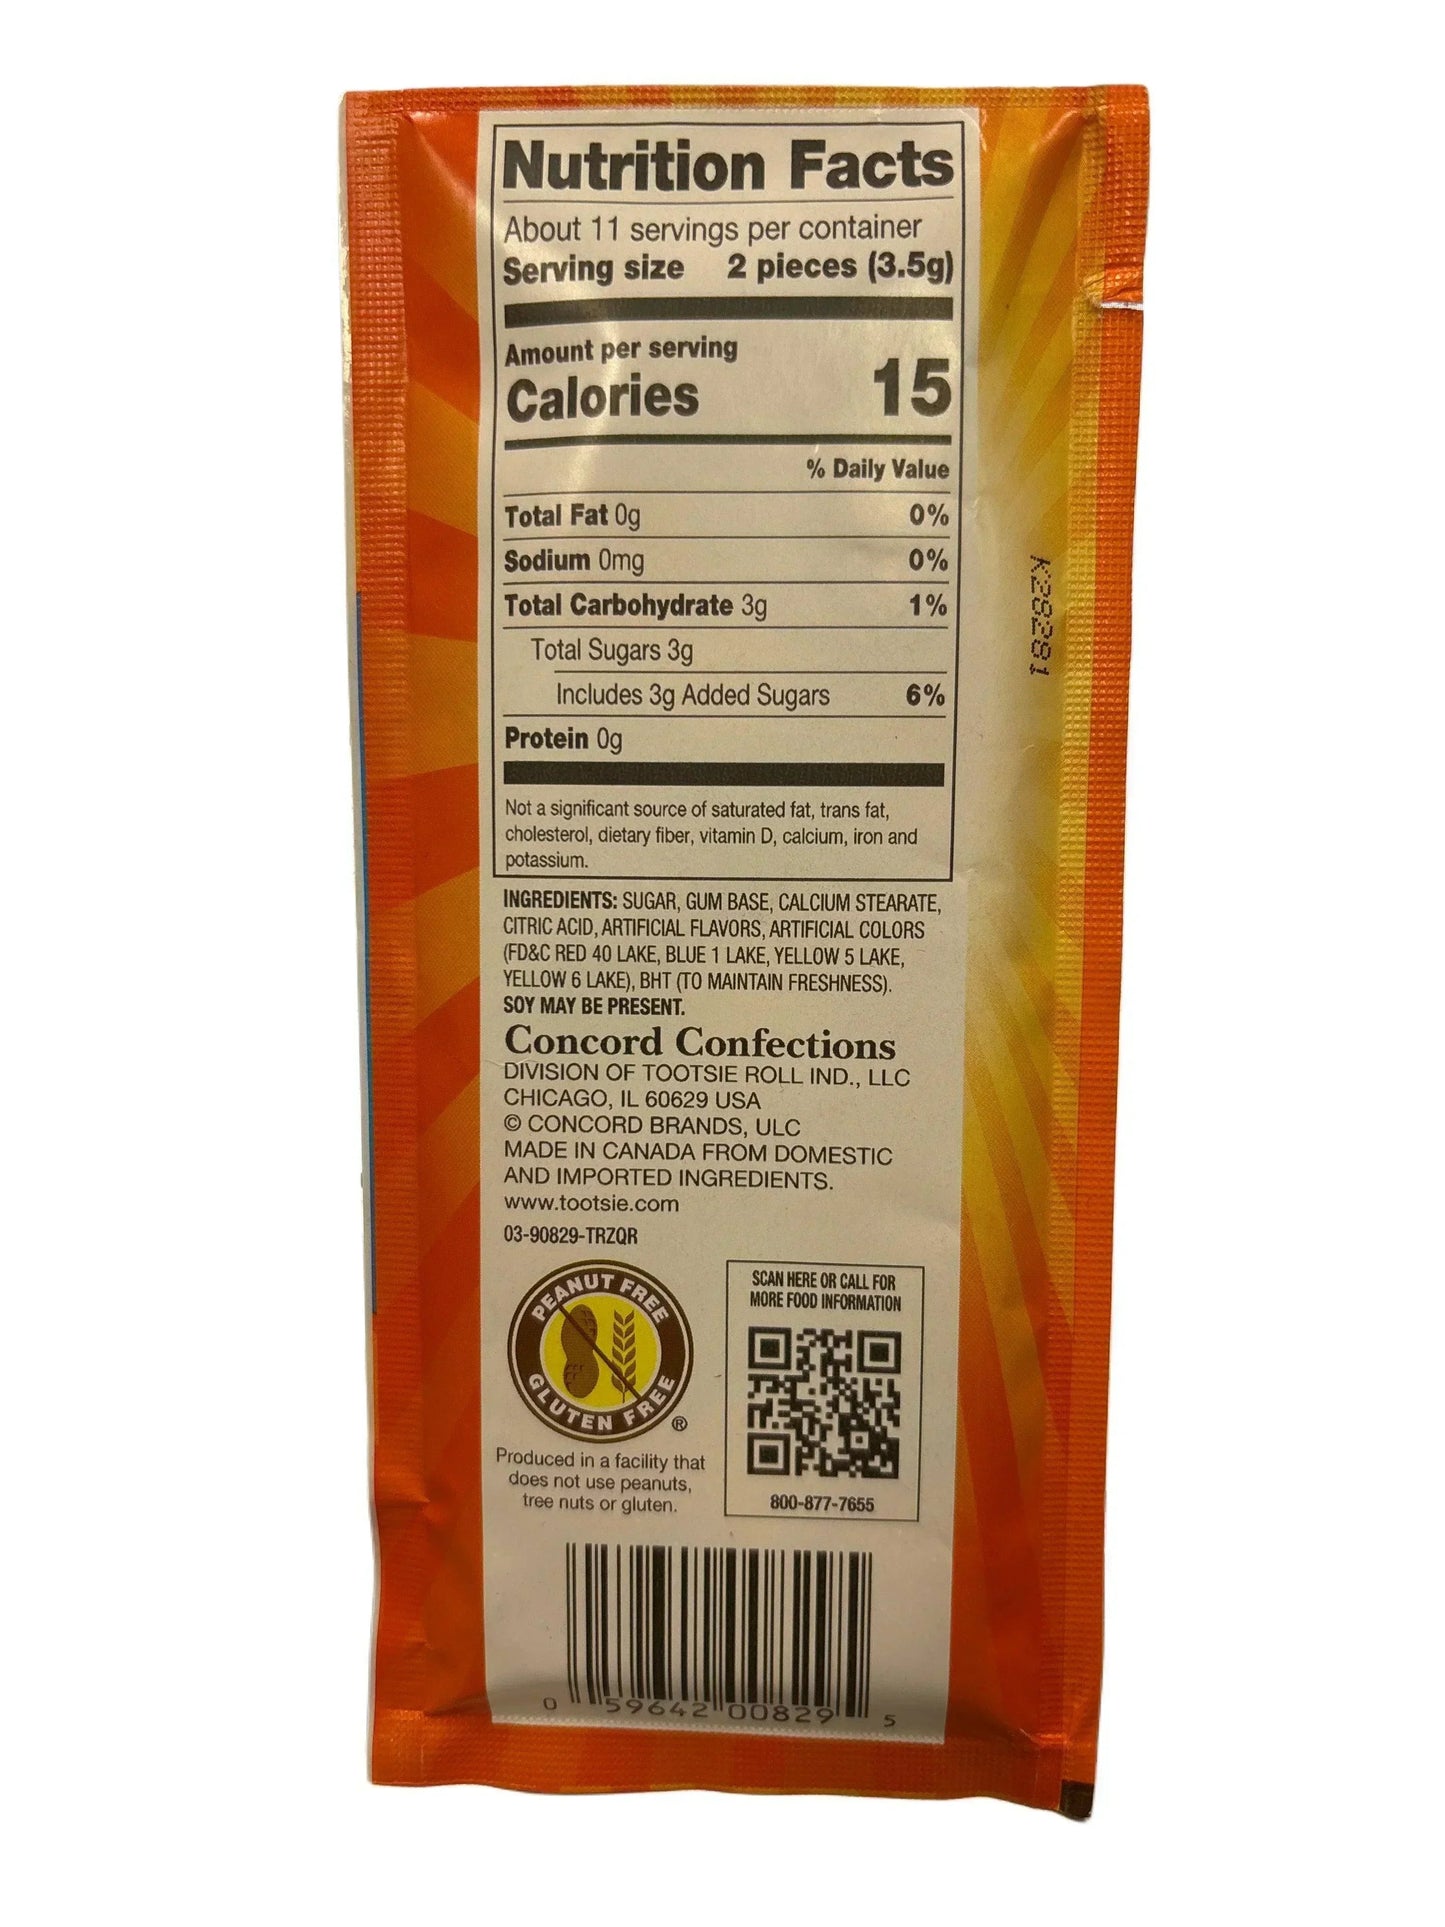 Nutrition Facts
About 11 servings per container
Serving size 2 pieces (3.5g)
Amount per serving
Calories 15
% Daily Value
Total Fat 0g 0%
Sodium 0mg 0%
Total Carbohydrate 3g 1%
Total Sugars 3g
Includes 3g Added Sugars 6%
Protein 0g
Not a significant source of saturated fat, trans fat,
cholesterol, dietary fiber, vitamin D, calcium, iron and
potassium.
INGREDIENTS: SUGAR, GUM BASE, CALCIUM STEARATE,
CITRIC ACID, ARTIFICIAL FLAVORS, ARTIFICIAL COLORS
(FD&C RED 40 LAKE, BLUE 1 LAKE, YELLOW 5 LAKE,
YELLOW 6 LAKE), BHT (TO MAINTAIN FRESHNESS).
SOY MAY BE PRESENT.
Concord Confections
DIVISION OF TOOTSIE ROLL IND., LLC
CHICAGO, IL 60629 USA
© CONCORD BRANDS, ULC
MADE IN CANADA FROM DOMESTIC
AND IMPORTED INGREDIENTS.
www.tootsie.com
03-90829-TRZQR
PEANUT FREE
GLUTEN FREE
®
Produced in a facility that
does not use peanuts,
tree nuts or gluten.
SCAN HERE OR CALL FOR
MORE FOOD INFORMATION
800-877-7655
0 59642 00829 5
K28281